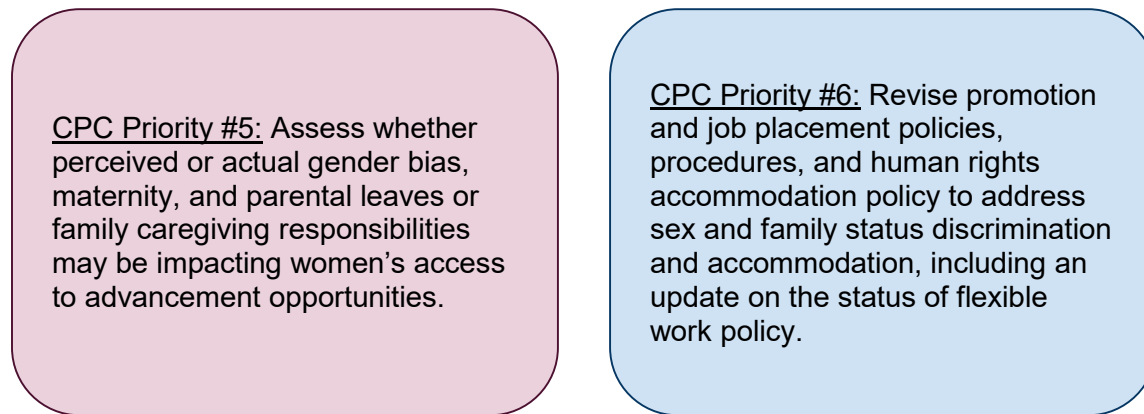 CPC Priority #5: Assess whether
perceived or actual gender bias,
maternity, and parental leaves or
family caregiving responsibilities
may be impacting women’s access
to advancement opportunities.
CPC Priority #6: Revise promotion
and job placement policies,
procedures, and human rights
accommodation policy to address
sex and family status discrimination
and accommodation, including an
update on the status of flexible
work policy.